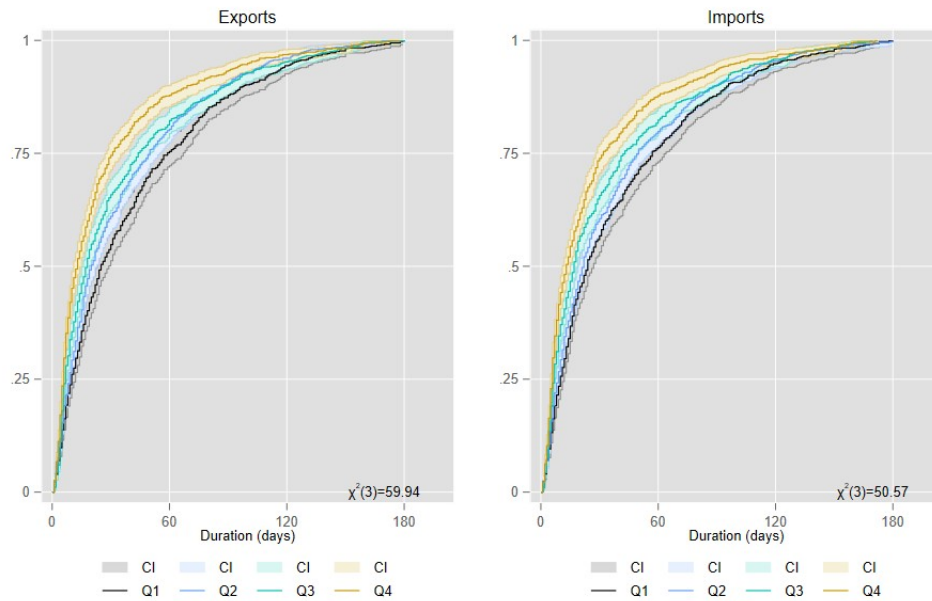 Exports
1
.75
.5
.25
0
χ²(3)=59.94
0 60 120 180
Duration (days)
CI CI CI CI
Q1 Q2 Q3 Q4
Imports
1
.75
.5
.25
0
χ²(3)=50.57
0 60 120 180
Duration (days)
CI CI CI CI
Q1 Q2 Q3 Q4